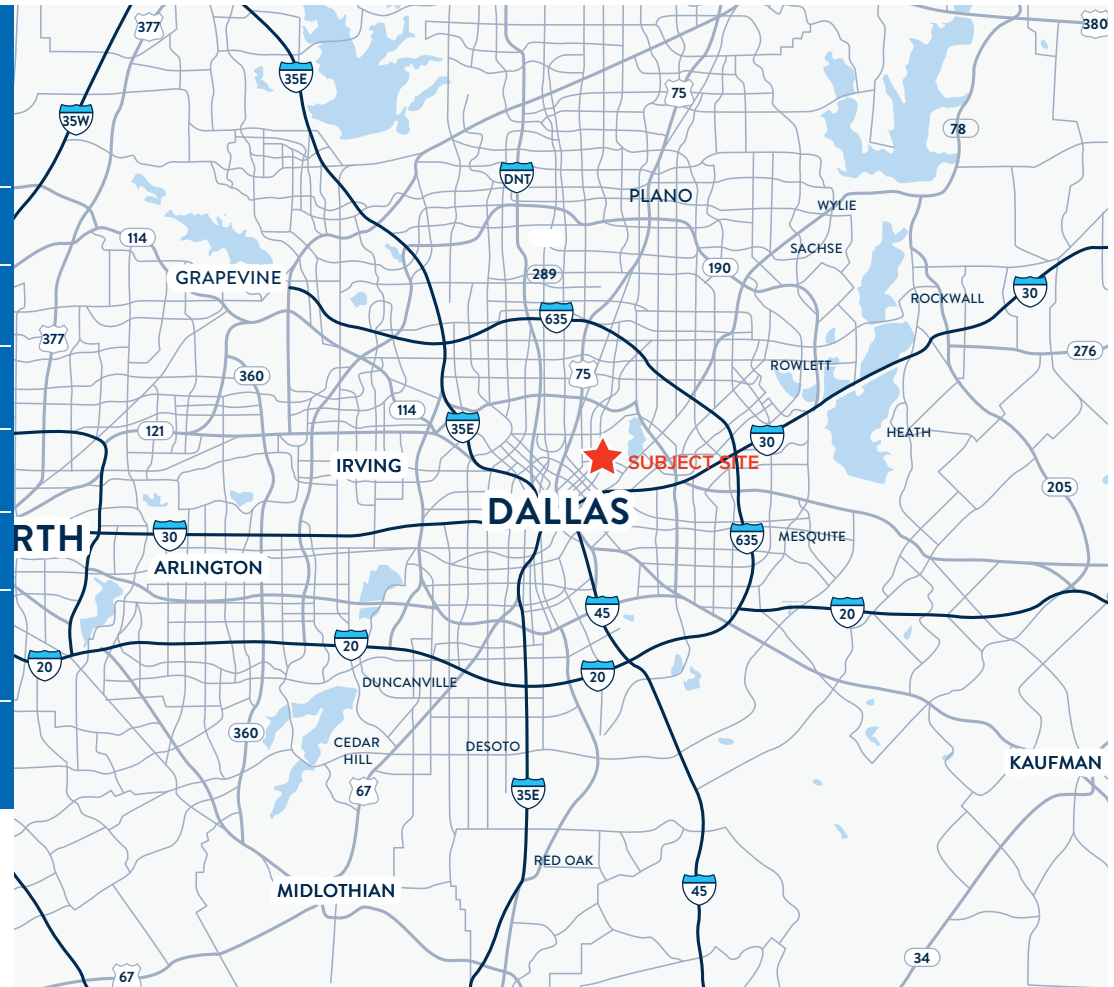 377
380
35E
35W
75
78
DNT
PLANO
WYLIE
114
SACHSE
190
GRAPEVINE
289
30
ROCKWALL
635
377
276
ROWLETT
75
360
114
35E
121
HEATH
30
SUBJECT SITE
IRVING
205
DALLAS
RTH
30
635
MESQUITE
ARLINGTON
45
20
20
20
20
DUNCANVILLE
360
CEDAR
HILL
DESOTO
KAUFMAN
67
35E
RED OAK
MIDLOTHIAN
45
34
67